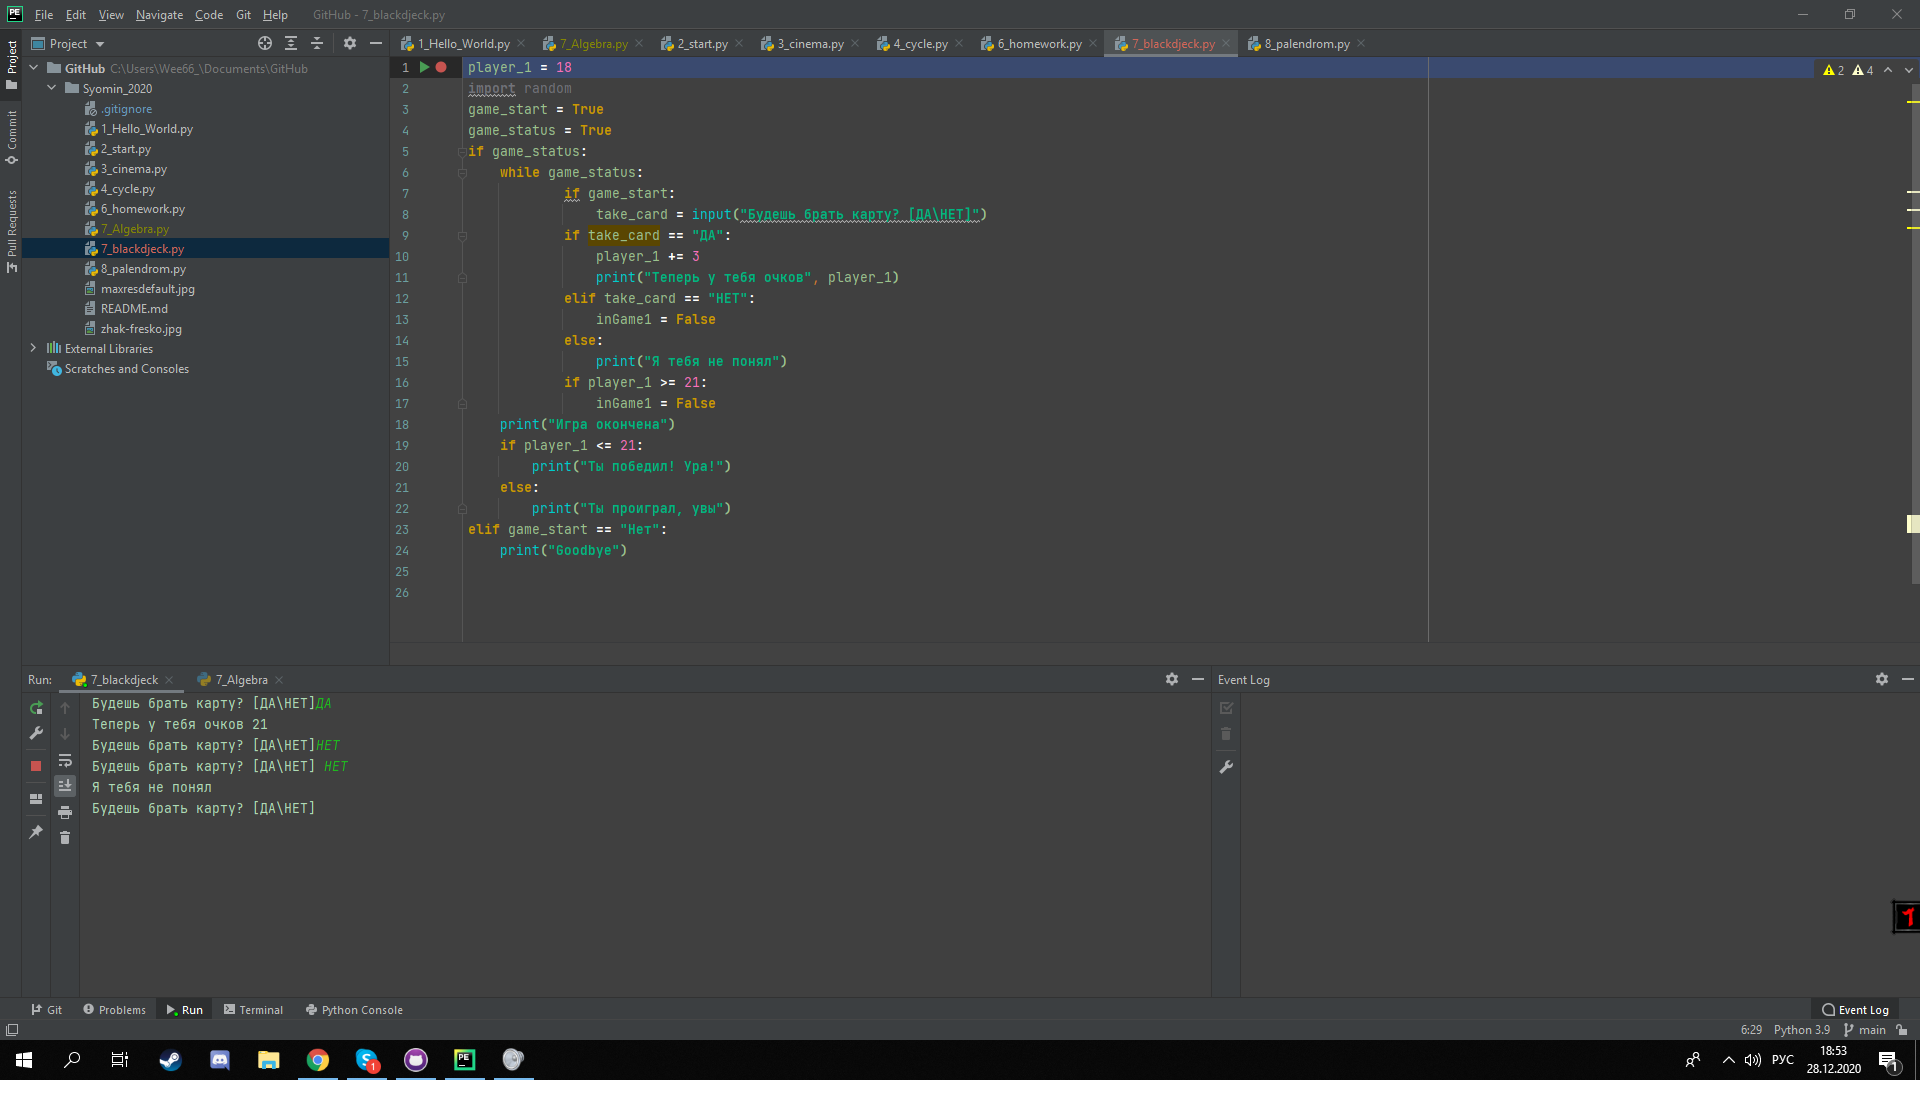 PE File Edit View Navigate Code Git Help GitHub - 7_blackdjeck.py
Project
Commit
Pull Requests
Project
GitHub C:\Users\Wee66_\Documents\GitHub
Syomin_2020
.gitignore
1_Hello_World.py
2_start.py
3_cinema.py
4_cycle.py
6_homework.py
7_Algebra.py
7_blackdjeck.py
8_palendrom.py
maxresdefault.jpg
README.md
zhak-fresko.jpg
External Libraries
Scratches and Consoles
1_Hello_World.py 7_Algebra.py 2_start.py 3_cinema.py 4_cycle.py 6_homework.py 7_blackdjeck.py 8_palendrom.py
2 4
1 player_1 = 18
2 import random
3 game_start = True
4 game_status = True
5 if game_status:
6 while game_status:
7 if game_start:
8 take_card = input("Будешь брать карту? [ДА\НЕТ]")
9 if take_card == "ДА":
10 player_1 += 3
11 print("Теперь у тебя очков", player_1)
12 elif take_card == "НЕТ":
13 inGame1 = False
14 else:
15 print("Я тебя не понял")
16 if player_1 >= 21:
17 inGame1 = False
18 print("Игра окончена")
19 if player_1 <= 21:
20 print("Ты победил! Ура!")
21 else:
22 print("Ты проиграл, увы")
23 elif game_start == "Нет":
24 print("Goodbye")
25
26
Run: 7_blackdjeck 7_Algebra
Будешь брать карту? [ДА\НЕТ]ДА
Теперь у тебя очков 21
Будешь брать карту? [ДА\НЕТ]НЕТ
Будешь брать карту? [ДА\НЕТ] НЕТ
Я тебя не понял
Будешь брать карту? [ДА\НЕТ]
Event Log
Git Problems Run Terminal Python Console Event Log
6:29 Python 3.9 main
PE
1
РУС
18:53
28.12.2020
1